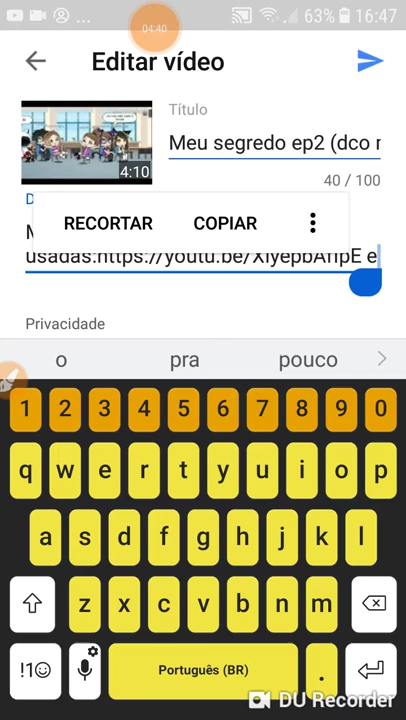 04:40
63% 16:47
Editar vídeo
Título
Meu segredo ep2 (dco
4:10
40 / 100
RECORTAR COPIAR
usadas:https://youtu.be/XlyepbAfipE e
Privacidade
o pra pouco
1 2 3 4 5 6 7 8 9 0
q w e r t y u i o p
a s d f g h j k l
z x c v b n m
!1☺ Português (BR) .
DU Recorder